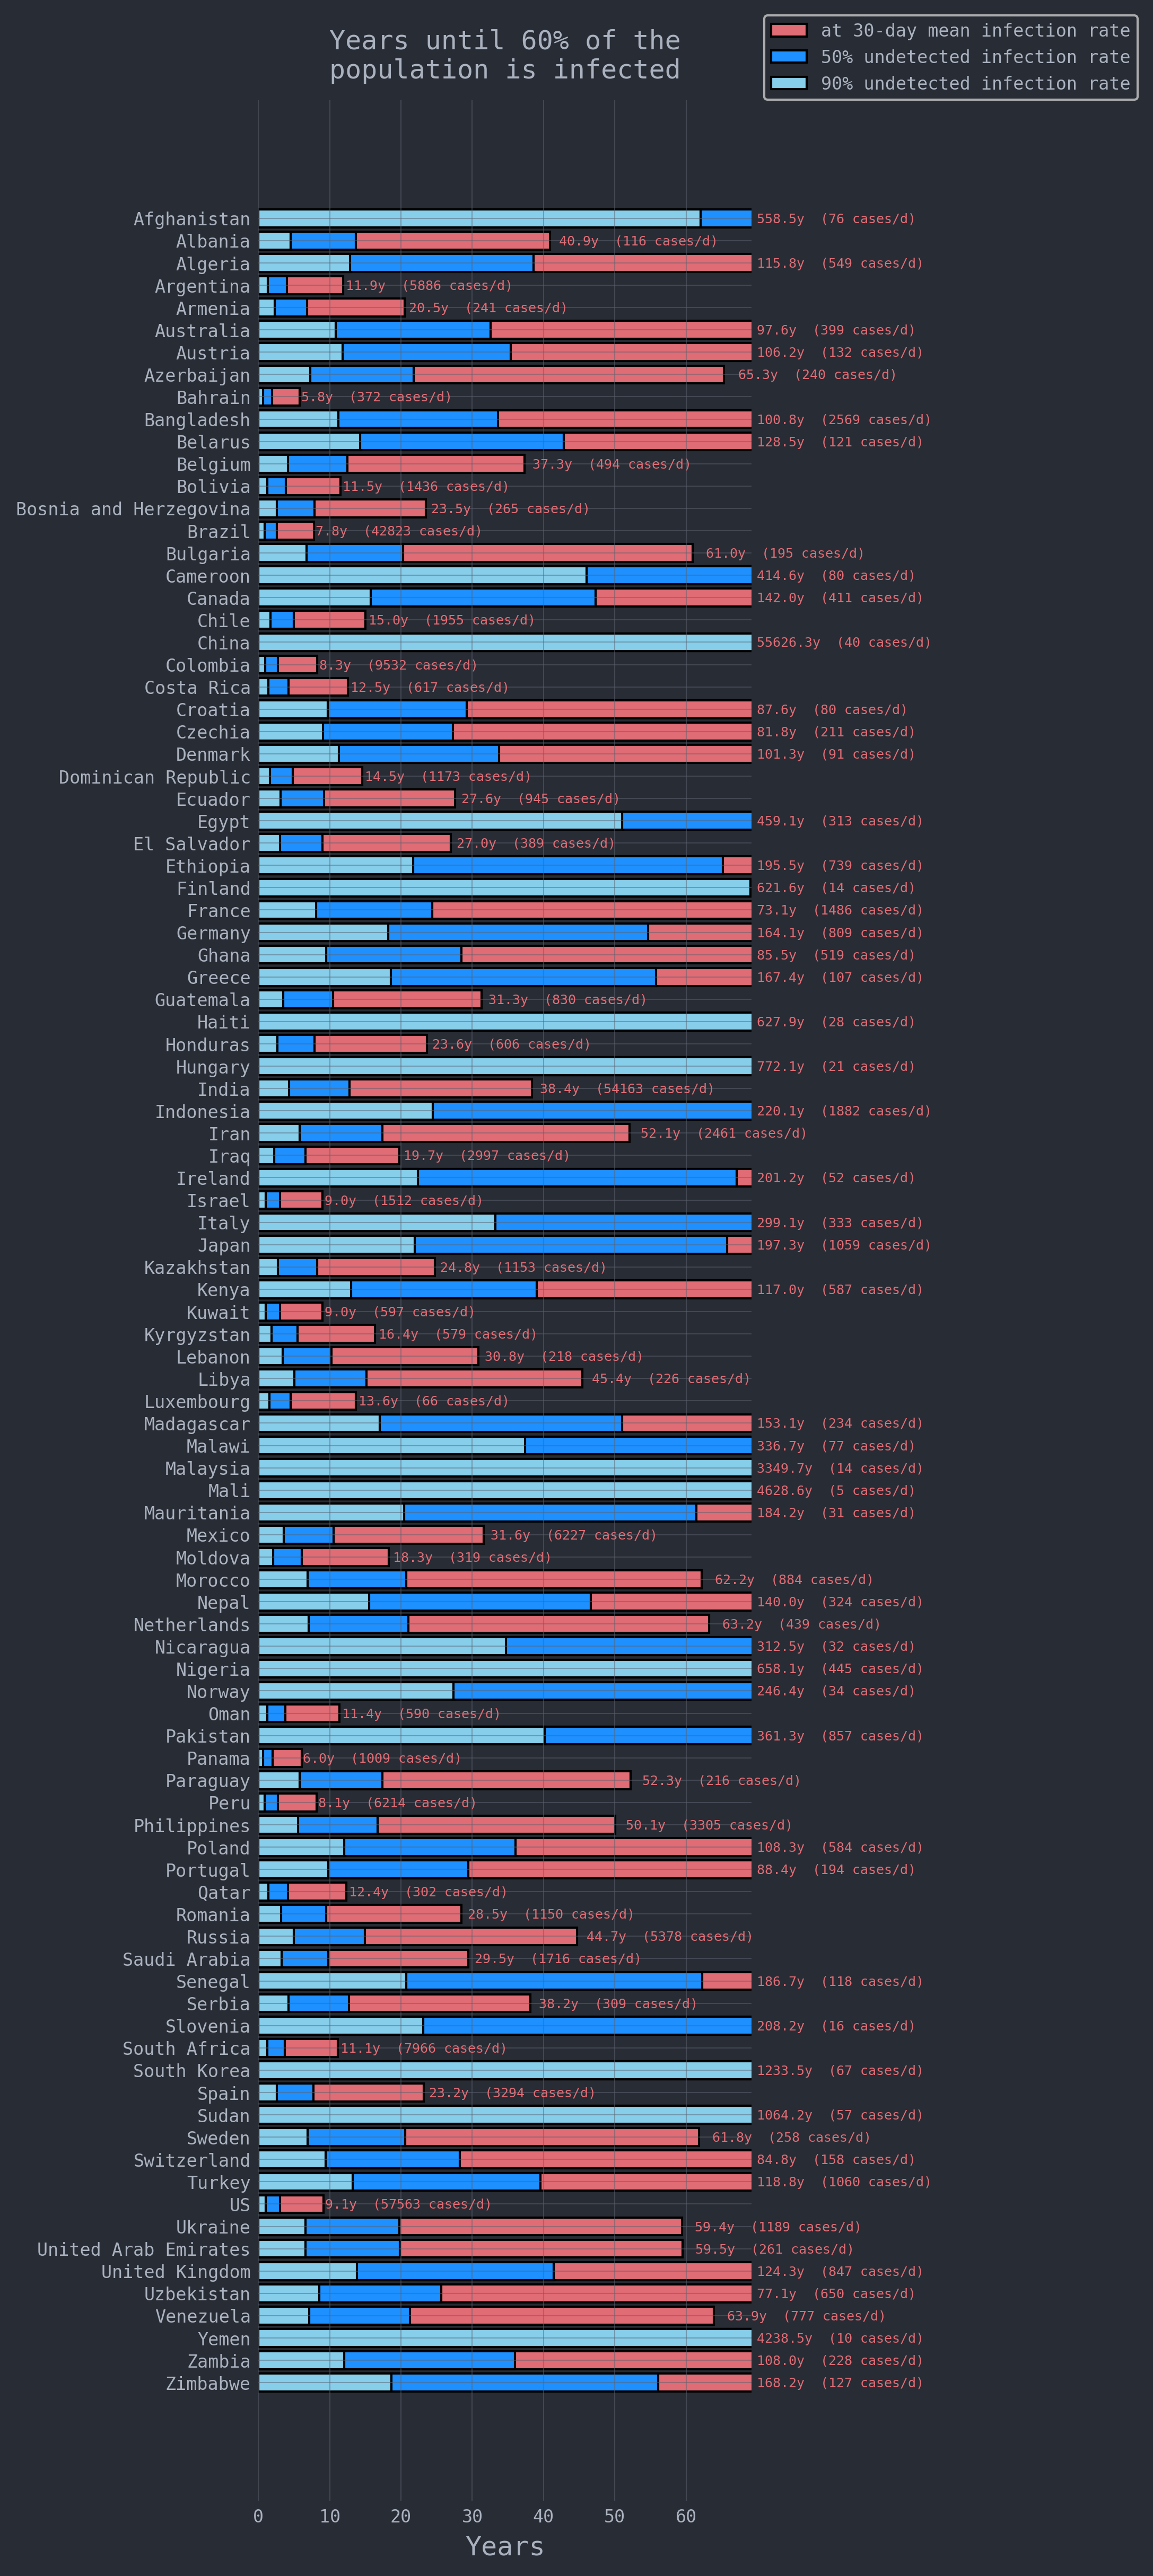 Years until 60% of the
population is infected
at 30-day mean infection rate
50% undetected infection rate
90% undetected infection rate
Afghanistan 558.5y (76 cases/d)
Albania 40.9y (116 cases/d)
Algeria 115.8y (549 cases/d)
Argentina 11.9y (5886 cases/d)
Armenia 20.5y (241 cases/d)
Australia 97.6y (399 cases/d)
Austria 106.2y (132 cases/d)
Azerbaijan 65.3y (240 cases/d)
Bahrain 5.8y (372 cases/d)
Bangladesh 100.8y (2569 cases/d)
Belarus 128.5y (121 cases/d)
Belgium 37.3y (494 cases/d)
Bolivia 11.5y (1436 cases/d)
Bosnia and Herzegovina 23.5y (265 cases/d)
Brazil 7.8y (42823 cases/d)
Bulgaria 61.0y (195 cases/d)
Cameroon 414.6y (80 cases/d)
Canada 142.0y (411 cases/d)
Chile 15.0y (1955 cases/d)
China 55626.3y (40 cases/d)
Colombia 8.3y (9532 cases/d)
Costa Rica 12.5y (617 cases/d)
Croatia 87.6y (80 cases/d)
Czechia 81.8y (211 cases/d)
Denmark 101.3y (91 cases/d)
Dominican Republic 14.5y (1173 cases/d)
Ecuador 27.6y (945 cases/d)
Egypt 459.1y (313 cases/d)
El Salvador 27.0y (389 cases/d)
Ethiopia 195.5y (739 cases/d)
Finland 621.6y (14 cases/d)
France 73.1y (1486 cases/d)
Germany 164.1y (809 cases/d)
Ghana 85.5y (519 cases/d)
Greece 167.4y (107 cases/d)
Guatemala 31.3y (830 cases/d)
Haiti 627.9y (28 cases/d)
Honduras 23.6y (606 cases/d)
Hungary 772.1y (21 cases/d)
India 38.4y (54163 cases/d)
Indonesia 220.1y (1882 cases/d)
Iran 52.1y (2461 cases/d)
Iraq 19.7y (2997 cases/d)
Ireland 201.2y (52 cases/d)
Israel 9.0y (1512 cases/d)
Italy 299.1y (333 cases/d)
Japan 197.3y (1059 cases/d)
Kazakhstan 24.8y (1153 cases/d)
Kenya 117.0y (587 cases/d)
Kuwait 9.0y (597 cases/d)
Kyrgyzstan 16.4y (579 cases/d)
Lebanon 30.8y (218 cases/d)
Libya 45.4y (226 cases/d)
Luxembourg 13.6y (66 cases/d)
Madagascar 153.1y (234 cases/d)
Malawi 336.7y (77 cases/d)
Malaysia 3349.7y (14 cases/d)
Mali 4628.6y (5 cases/d)
Mauritania 184.2y (31 cases/d)
Mexico 31.6y (6227 cases/d)
Moldova 18.3y (319 cases/d)
Morocco 62.2y (884 cases/d)
Nepal 140.0y (324 cases/d)
Netherlands 63.2y (439 cases/d)
Nicaragua 312.5y (32 cases/d)
Nigeria 658.1y (445 cases/d)
Norway 246.4y (34 cases/d)
Oman 11.4y (590 cases/d)
Pakistan 361.3y (857 cases/d)
Panama 6.0y (1009 cases/d)
Paraguay 52.3y (216 cases/d)
Peru 8.1y (6214 cases/d)
Philippines 50.1y (3305 cases/d)
Poland 108.3y (584 cases/d)
Portugal 88.4y (194 cases/d)
Qatar 12.4y (302 cases/d)
Romania 28.5y (1150 cases/d)
Russia 44.7y (5378 cases/d)
Saudi Arabia 29.5y (1716 cases/d)
Senegal 186.7y (118 cases/d)
Serbia 38.2y (309 cases/d)
Slovenia 208.2y (16 cases/d)
South Africa 11.1y (7966 cases/d)
South Korea 1233.5y (67 cases/d)
Spain 23.2y (3294 cases/d)
Sudan 1064.2y (57 cases/d)
Sweden 61.8y (258 cases/d)
Switzerland 84.8y (158 cases/d)
Turkey 118.8y (1060 cases/d)
US 9.1y (57563 cases/d)
Ukraine 59.4y (1189 cases/d)
United Arab Emirates 59.5y (261 cases/d)
United Kingdom 124.3y (847 cases/d)
Uzbekistan 77.1y (650 cases/d)
Venezuela 63.9y (777 cases/d)
Yemen 4238.5y (10 cases/d)
Zambia 108.0y (228 cases/d)
Zimbabwe 168.2y (127 cases/d)
0 10 20 30 40 50 60
Years